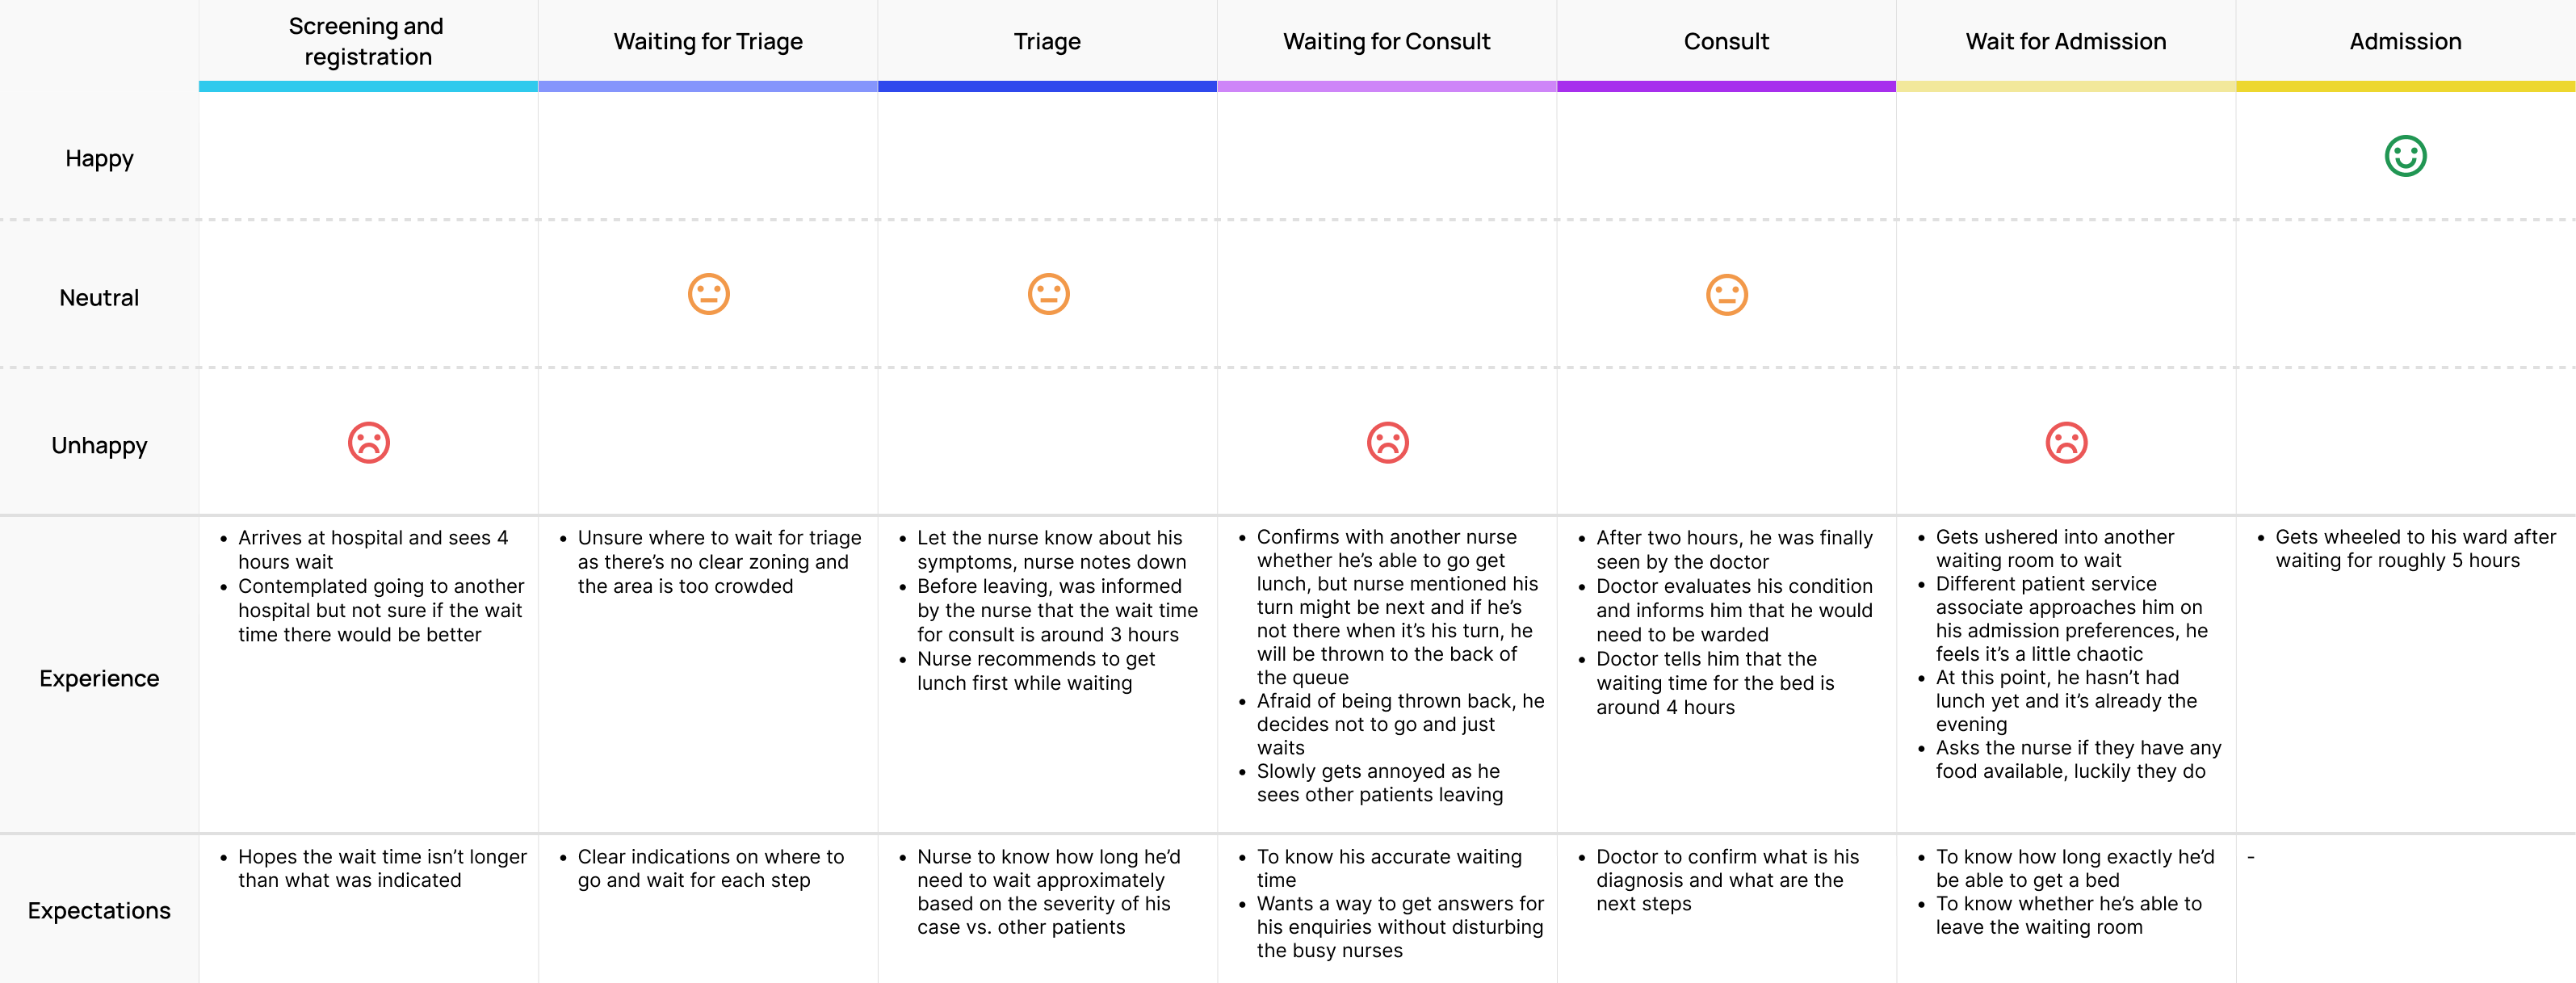 Screening and
registration
Waiting for Triage
Triage
Waiting for Consult
Consult
Wait for Admission
Admission
Happy
Neutral
Unhappy
Experience
• Arrives at hospital and sees 4
hours wait
• Contemplated going to another
hospital but not sure if the wait
time there would be better
• Unsure where to wait for triage
as there’s no clear zoning and
the area is too crowded
• Let the nurse know about his
symptoms, nurse notes down
• Before leaving, was informed
by the nurse that the wait time
for consult is around 3 hours
• Nurse recommends to get
lunch first while waiting
• Confirms with another nurse
whether he’s able to go get
lunch, but nurse mentioned his
turn might be next and if he’s
not there when it’s his turn, he
will be thrown to the back of
the queue
• Afraid of being thrown back, he
decides not to go and just
waits
• Slowly gets annoyed as he
sees other patients leaving
• After two hours, he was finally
seen by the doctor
• Doctor evaluates his condition
and informs him that he would
need to be warded
• Doctor tells him that the
waiting time for the bed is
around 4 hours
• Gets ushered into another
waiting room to wait
• Different patient service
associate approaches him on
his admission preferences, he
feels it’s a little chaotic
• At this point, he hasn’t had
lunch yet and it’s already the
evening
• Asks the nurse if they have any
food available, luckily they do
• Gets wheeled to his ward after
waiting for roughly 5 hours
Expectations
• Hopes the wait time isn’t longer
than what was indicated
• Clear indications on where to
go and wait for each step
• Nurse to know how long he’d
need to wait approximately
based on the severity of his
case vs. other patients
• To know his accurate waiting
time
• Wants a way to get answers for
his enquiries without disturbing
the busy nurses
• Doctor to confirm what is his
diagnosis and what are the
next steps
• To know how long exactly he’d
be able to get a bed
• To know whether he’s able to
leave the waiting room
-